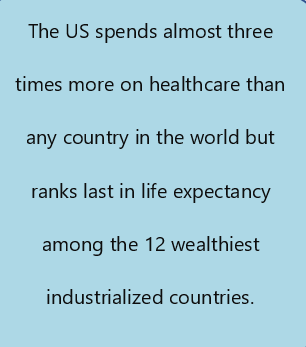 The US spends almost three
times more on healthcare than
any country in the world but
ranks last in life expectancy
among the 12 wealthiest
industrialized countries.